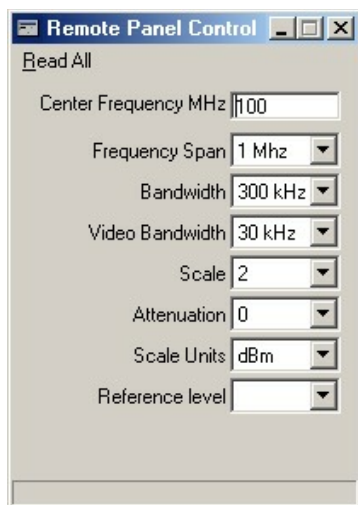 Remote Panel Control
Read All
Center Frequency MHz 100
Frequency Span 1 Mhz
Bandwidth 300 kHz
Video Bandwidth 30 kHz
Scale 2
Attenuation 0
Scale Units dBm
Reference level